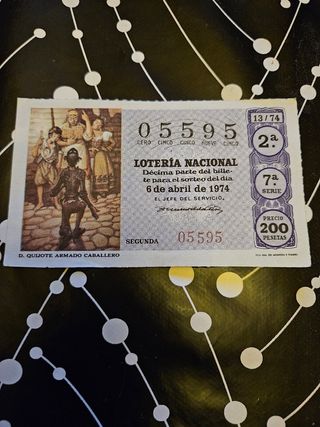 13/74
05595
CERO CINCO CINCO NUEVE CINCO
2.ª
LOTERÍA NACIONAL
Décima parte del bille-
te para el sorteo del día
6 de abril de 1974
EL JEFE DEL SERVICIO,
7.ª
SERIE
SEGUNDA
05595
PRECIO
200
PESETAS
D. QUIJOTE ARMADO CABALLERO